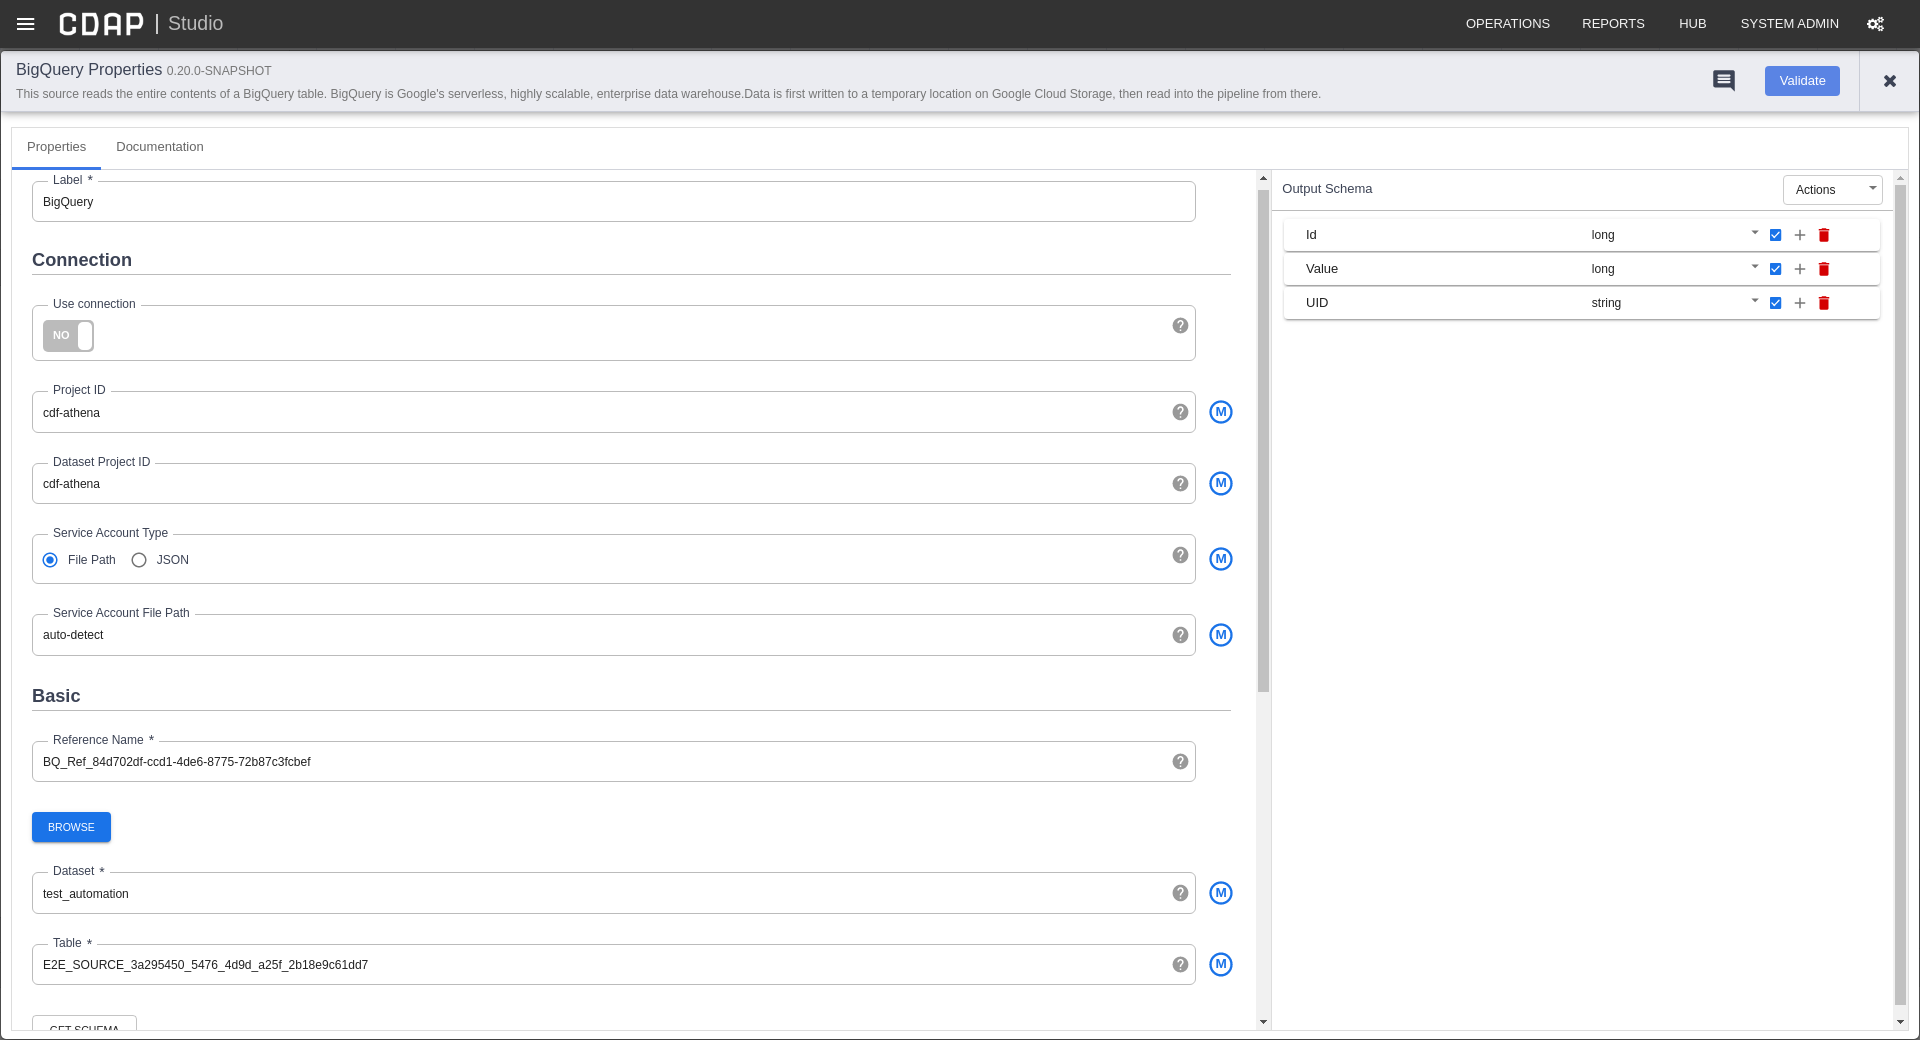 CDAP | Studio
OPERATIONS REPORTS HUB SYSTEM ADMIN
BigQuery Properties 0.20.0-SNAPSHOT
This source reads the entire contents of a BigQuery table. BigQuery is Google's serverless, highly scalable, enterprise data warehouse.Data is first written to a temporary location on Google Cloud Storage, then read into the pipeline from there.
Validate
Properties Documentation
Label *
BigQuery
Connection
Use connection
NO
Project ID
cdf-athena
M
Dataset Project ID
cdf-athena
M
Service Account Type
File Path JSON
M
Service Account File Path
auto-detect
M
Basic
Reference Name *
BQ_Ref_84d702df-ccd1-4de6-8775-72b87c3fcbef
BROWSE
Dataset *
test_automation
M
Table *
E2E_SOURCE_3a295450_5476_4d9d_a25f_2b18e9c61dd7
M
GET SCHEMA
Output Schema
Actions
Id long
Value long
UID string